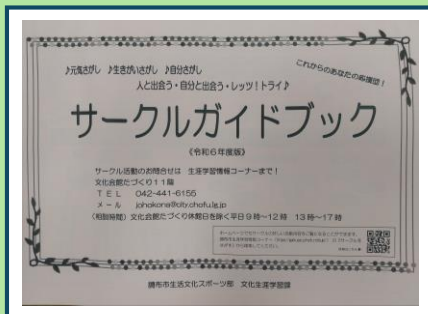 ♪元気さがし ♪生きがいさがし ♪自分さがし
これからのあなたの応援団!
人と出会う・自分と出会う・レッツ!トライ♪
サークルガイドブック
《令和6年度版》
サークル活動のお問合せは 生涯学習情報コーナーまで!
文化会館たづくり11階
TEL 042-441-6155
メール johokona@city.chofu.lg.jp
(相談時間)文化会館たづくり休館日を除く平日9時~12時 13時~17時
調布市生活文化スポーツ部 文化生涯学習課